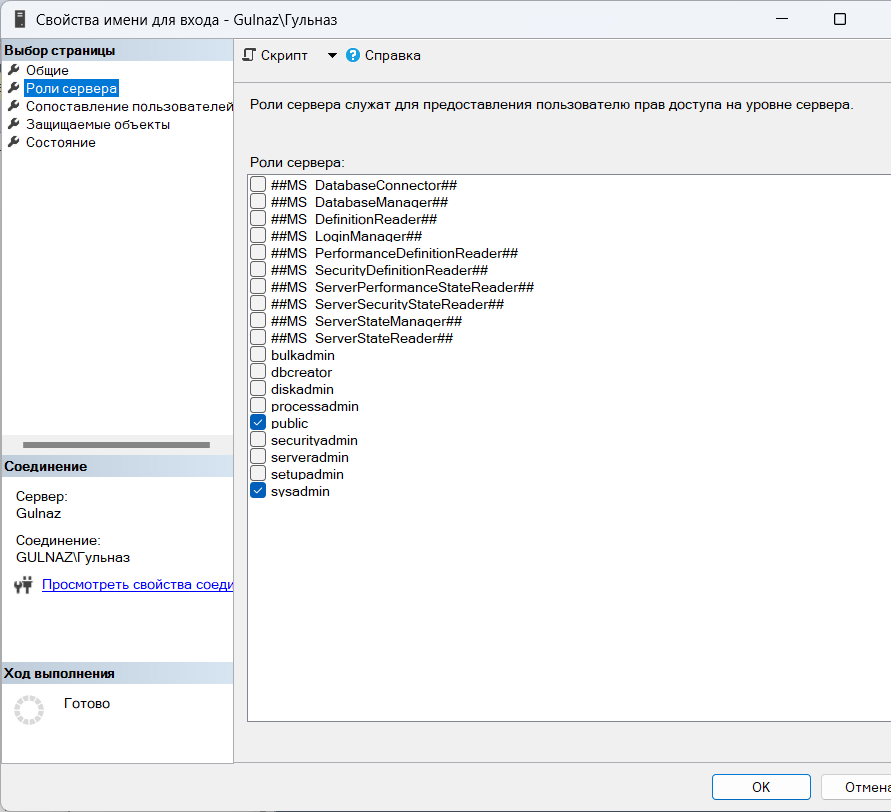 Свойства имени для входа - Gulnaz\Гульназ
Выбор страницы
Общие
Роли сервера
Сопоставление пользователей
Защищаемые объекты
Состояние
Скрипт
Справка
Роли сервера служат для предоставления пользователю прав доступа на уровне сервера.
Роли сервера:
##MS_DatabaseConnector##
##MS_DatabaseManager##
##MS_DefinitionReader##
##MS_LoginManager##
##MS_PerformanceDefinitionReader##
##MS_SecurityDefinitionReader##
##MS_ServerPerformanceStateReader##
##MS_ServerSecurityStateReader##
##MS_ServerStateManager##
##MS_ServerStateReader##
bulkadmin
dbcreator
diskadmin
processadmin
public
securityadmin
serveradmin
setupadmin
sysadmin
Соединение
Сервер:
Gulnaz
Соединение:
GULNAZ\Гульназ
Просмотреть свойства соеди
Ход выполнения
Готово
OK
Отмена